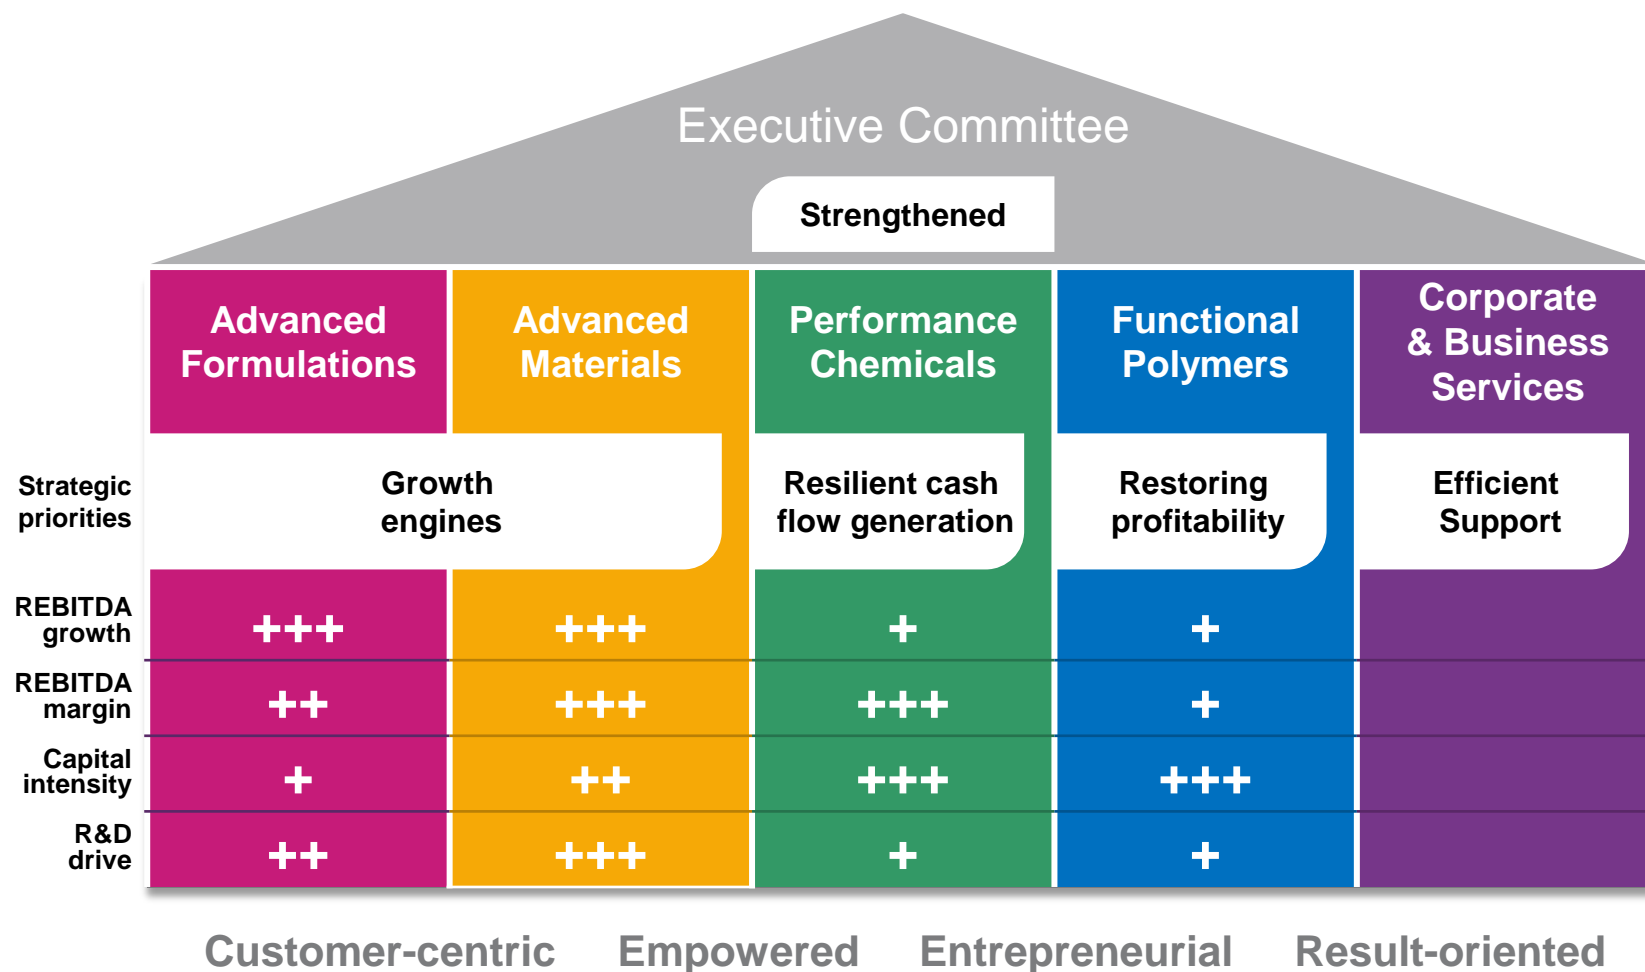 Executive Committee
Strengthened
Advanced
Formulations
Advanced
Materials
Performance
Chemicals
Functional
Polymers
Corporate
& Business
Services
Strategic
priorities
Growth
engines
Resilient cash
flow generation
Restoring
profitability
Efficient
Support
REBITDA
growth
+++
+++
+
+
REBITDA
margin
++
+++
+++
+
Capital
intensity
+
++
+++
+++
R&D
drive
++
+++
+
+
Customer-centric
Empowered
Entrepreneurial
Result-oriented